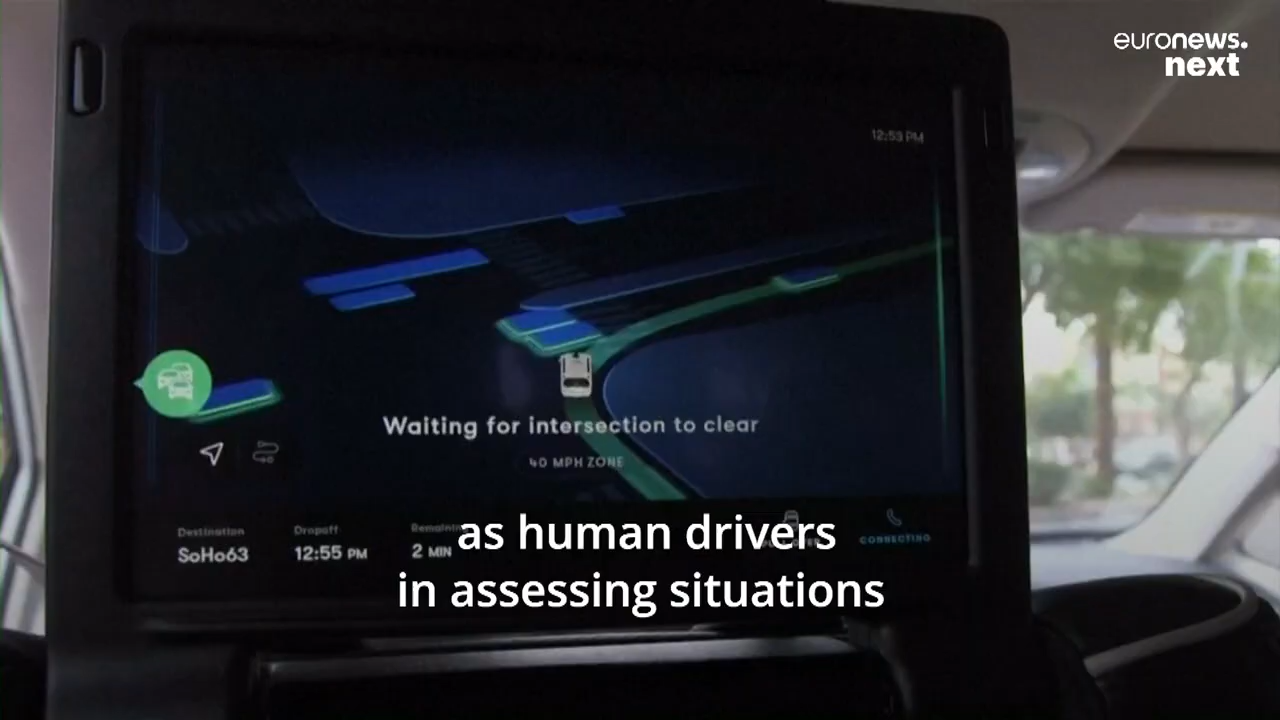 euronews.
next
12:53 PM
Waiting for intersection to clear
40 MPH ZONE
Destination
Dropoff
Remaining
SoHo63
12:55 PM
2 MIN
CONNECTING
as human drivers
in assessing situations